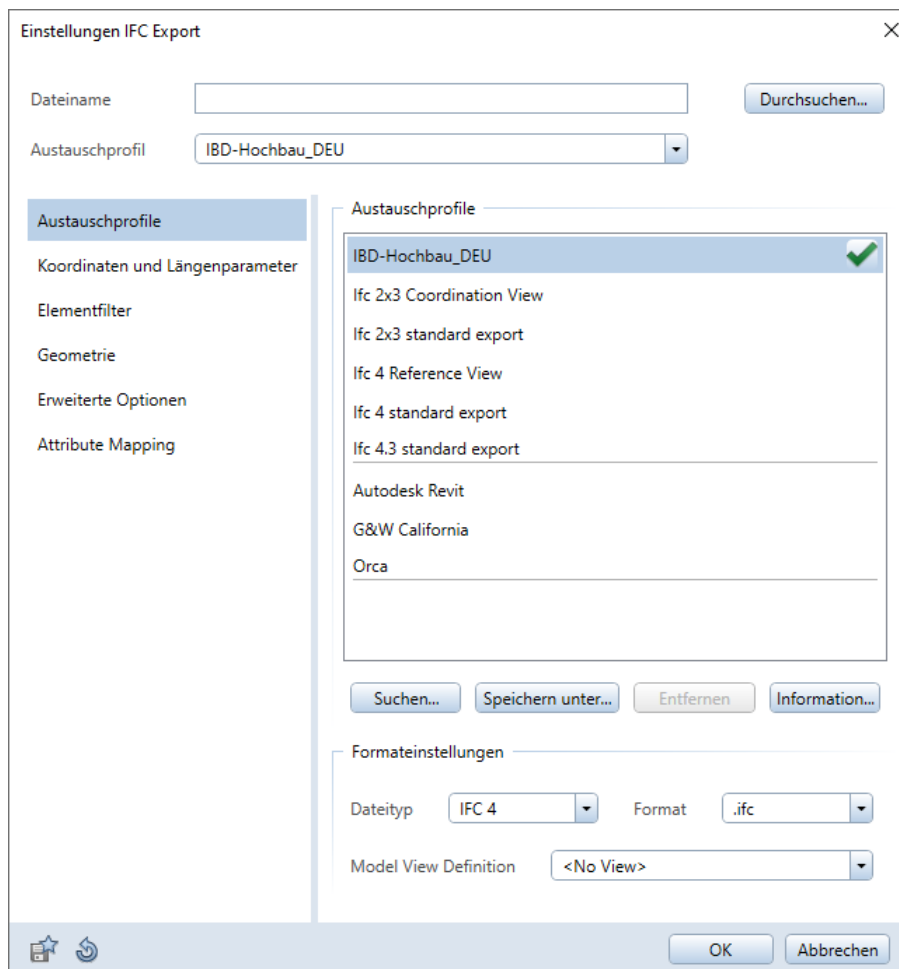 Einstellungen IFC Export
Dateiname
Durchsuchen...
Austauschprofil
IBD-Hochbau_DEU
Austauschprofile
Koordinaten und Längenparameter
Elementfilter
Geometrie
Erweiterte Optionen
Attribute Mapping
Austauschprofile
IBD-Hochbau_DEU
Ifc 2x3 Coordination View
Ifc 2x3 standard export
Ifc 4 Reference View
Ifc 4 standard export
Ifc 4.3 standard export
Autodesk Revit
G&W California
Orca
Suchen... Speichern unter... Entfernen Information...
Formateinstellungen
Dateityp IFC 4 Format .ifc
Model View Definition <No View>
OK Abbrechen